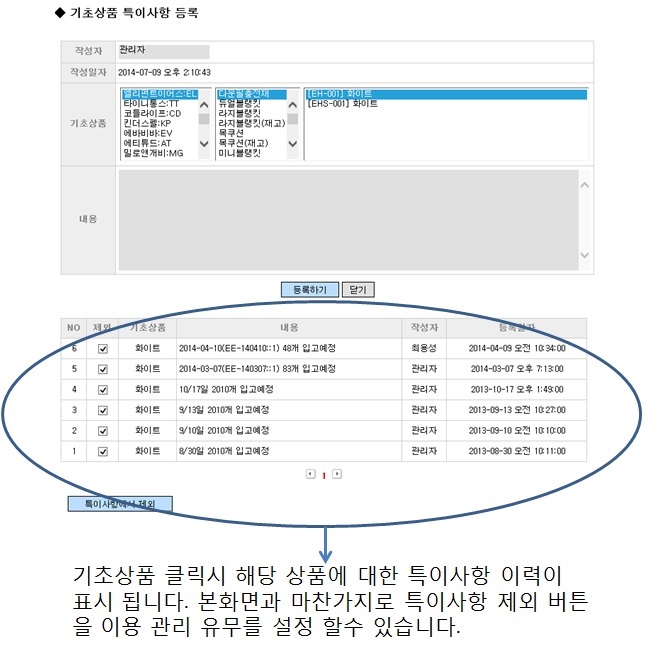 ◆ 기초상품 특이사항 등록
작성자 관리자
작성일자 2014-07-09 오후 2:10:43
기초상품
엘리펀트이어스:EL
타이니통스:TT
코들라이프:CD
킨더스펠:KP
에바비바:EV
에티튜드:AT
밀로앤개비:MG
다운필충전재
듀얼블랭킷
라지블랭킷
라지블랭킷(재고)
목쿠션
목쿠션(재고)
미니블랭킷
[EH-001] 화이트
[EHS-001] 화이트
내용
등록하기 닫기
NO 제외 기초상품 내용 작성자 등록일자
6 화이트 2014-04-10(EE-140410::1) 48개 입고예정 최용성 2014-04-09 오전 10:34:00
5 화이트 2014-03-07(EE-140307::1) 83개 입고예정 관리자 2014-03-07 오후 7:13:00
4 화이트 10/17일 2010개 입고예정 관리자 2013-10-17 오후 1:49:00
3 화이트 9/13일 2010개 입고예정 관리자 2013-09-13 오전 10:27:00
2 화이트 9/10일 2010개 입고예정 관리자 2013-09-10 오전 10:10:00
1 화이트 8/30일 2010개 입고예정 관리자 2013-08-30 오전 10:11:00
1
특이사항에서 제외
기초상품 클릭시 해당 상품에 대한 특이사항 이력이
표시 됩니다. 본화면과 마찬가지로 특이사항 제외 버튼
을 이용 관리 유무를 설정 할수 있습니다.